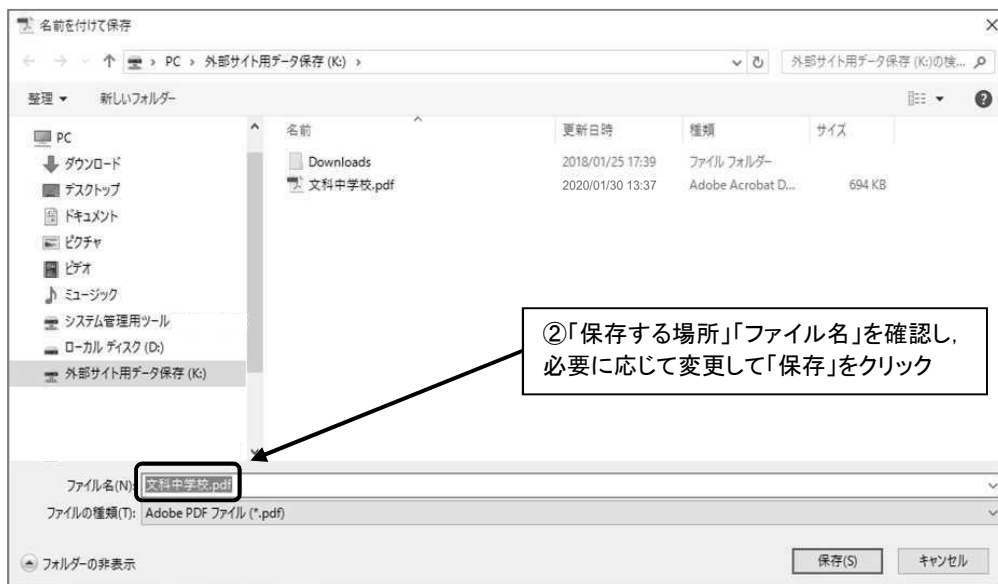 名前を付けて保存
PC › 外部サイト用データ保存 (K:) ›
外部サイト用データ保存 (K:)の検...
整理 ▼ 新しいフォルダー
名前 更新日時 種類 サイズ
PC
ダウンロード
デスクトップ
ドキュメント
ピクチャ
ビデオ
ミュージック
システム管理用ツール
ローカル ディスク (D:)
外部サイト用データ保存 (K:)
Downloads 2018/01/25 17:39 ファイル フォルダー
文科中学校.pdf 2020/01/30 13:37 Adobe Acrobat D... 694 KB
②「保存する場所」「ファイル名」を確認し,
必要に応じて変更して「保存」をクリック
ファイル名(N): 文科中学校.pdf
ファイルの種類(T): Adobe PDF ファイル (*.pdf)
フォルダーの非表示
保存(S) キャンセル